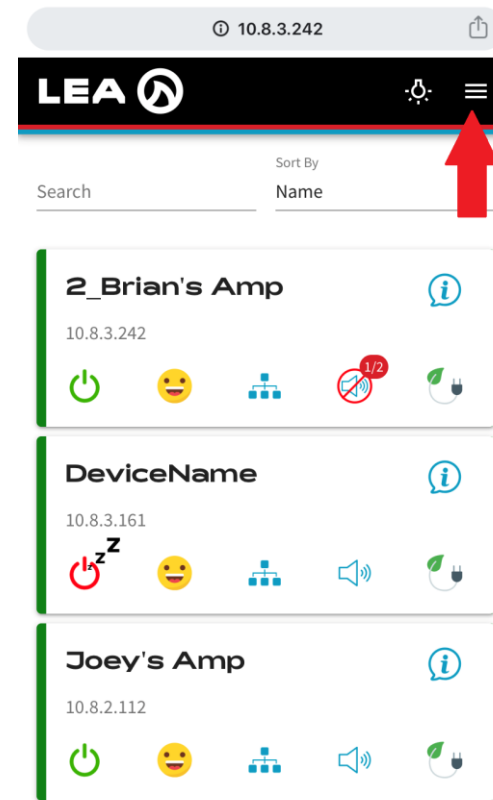 10.8.3.242
LEA
Search
Sort By
Name
2_Brian's Amp
10.8.3.242
1/2
DeviceName
10.8.3.161
z z Z
Joey's Amp
10.8.2.112